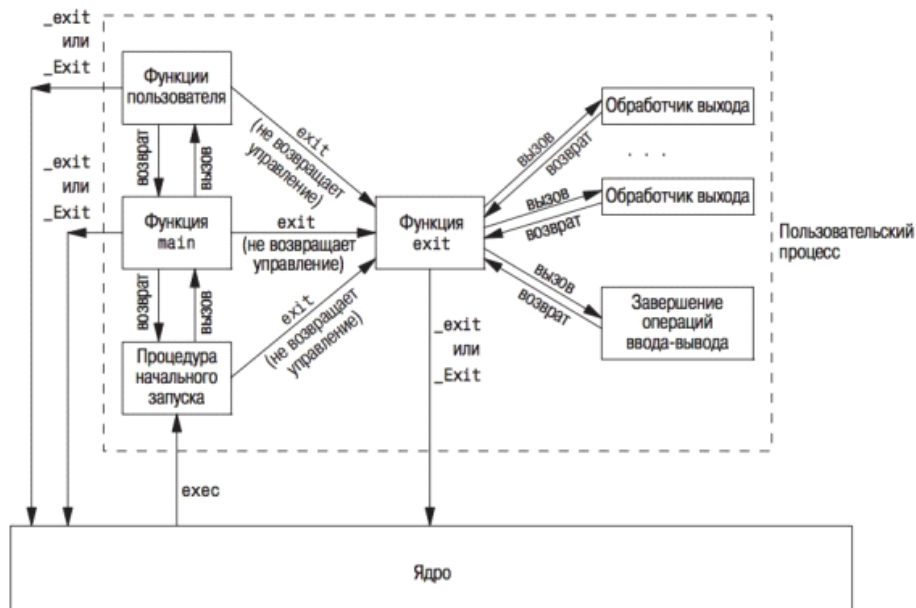 _exit
или
_Exit
Функции
пользователя
exit
(не возвращает
управление)
возврат
вызов
_exit
или
_Exit
Функция
main
exit
(не возвращает
управление)
возврат
вызов
Процедура
начального
запуска
exit
(не возвращает
управление)
Функция
exit
вызов
возврат
Обработчик выхода
. . .
вызов
возврат
Обработчик выхода
вызов
возврат
Завершение
операций
ввода-вывода
Пользовательский
процесс
_exit
или
_Exit
exec
Ядро